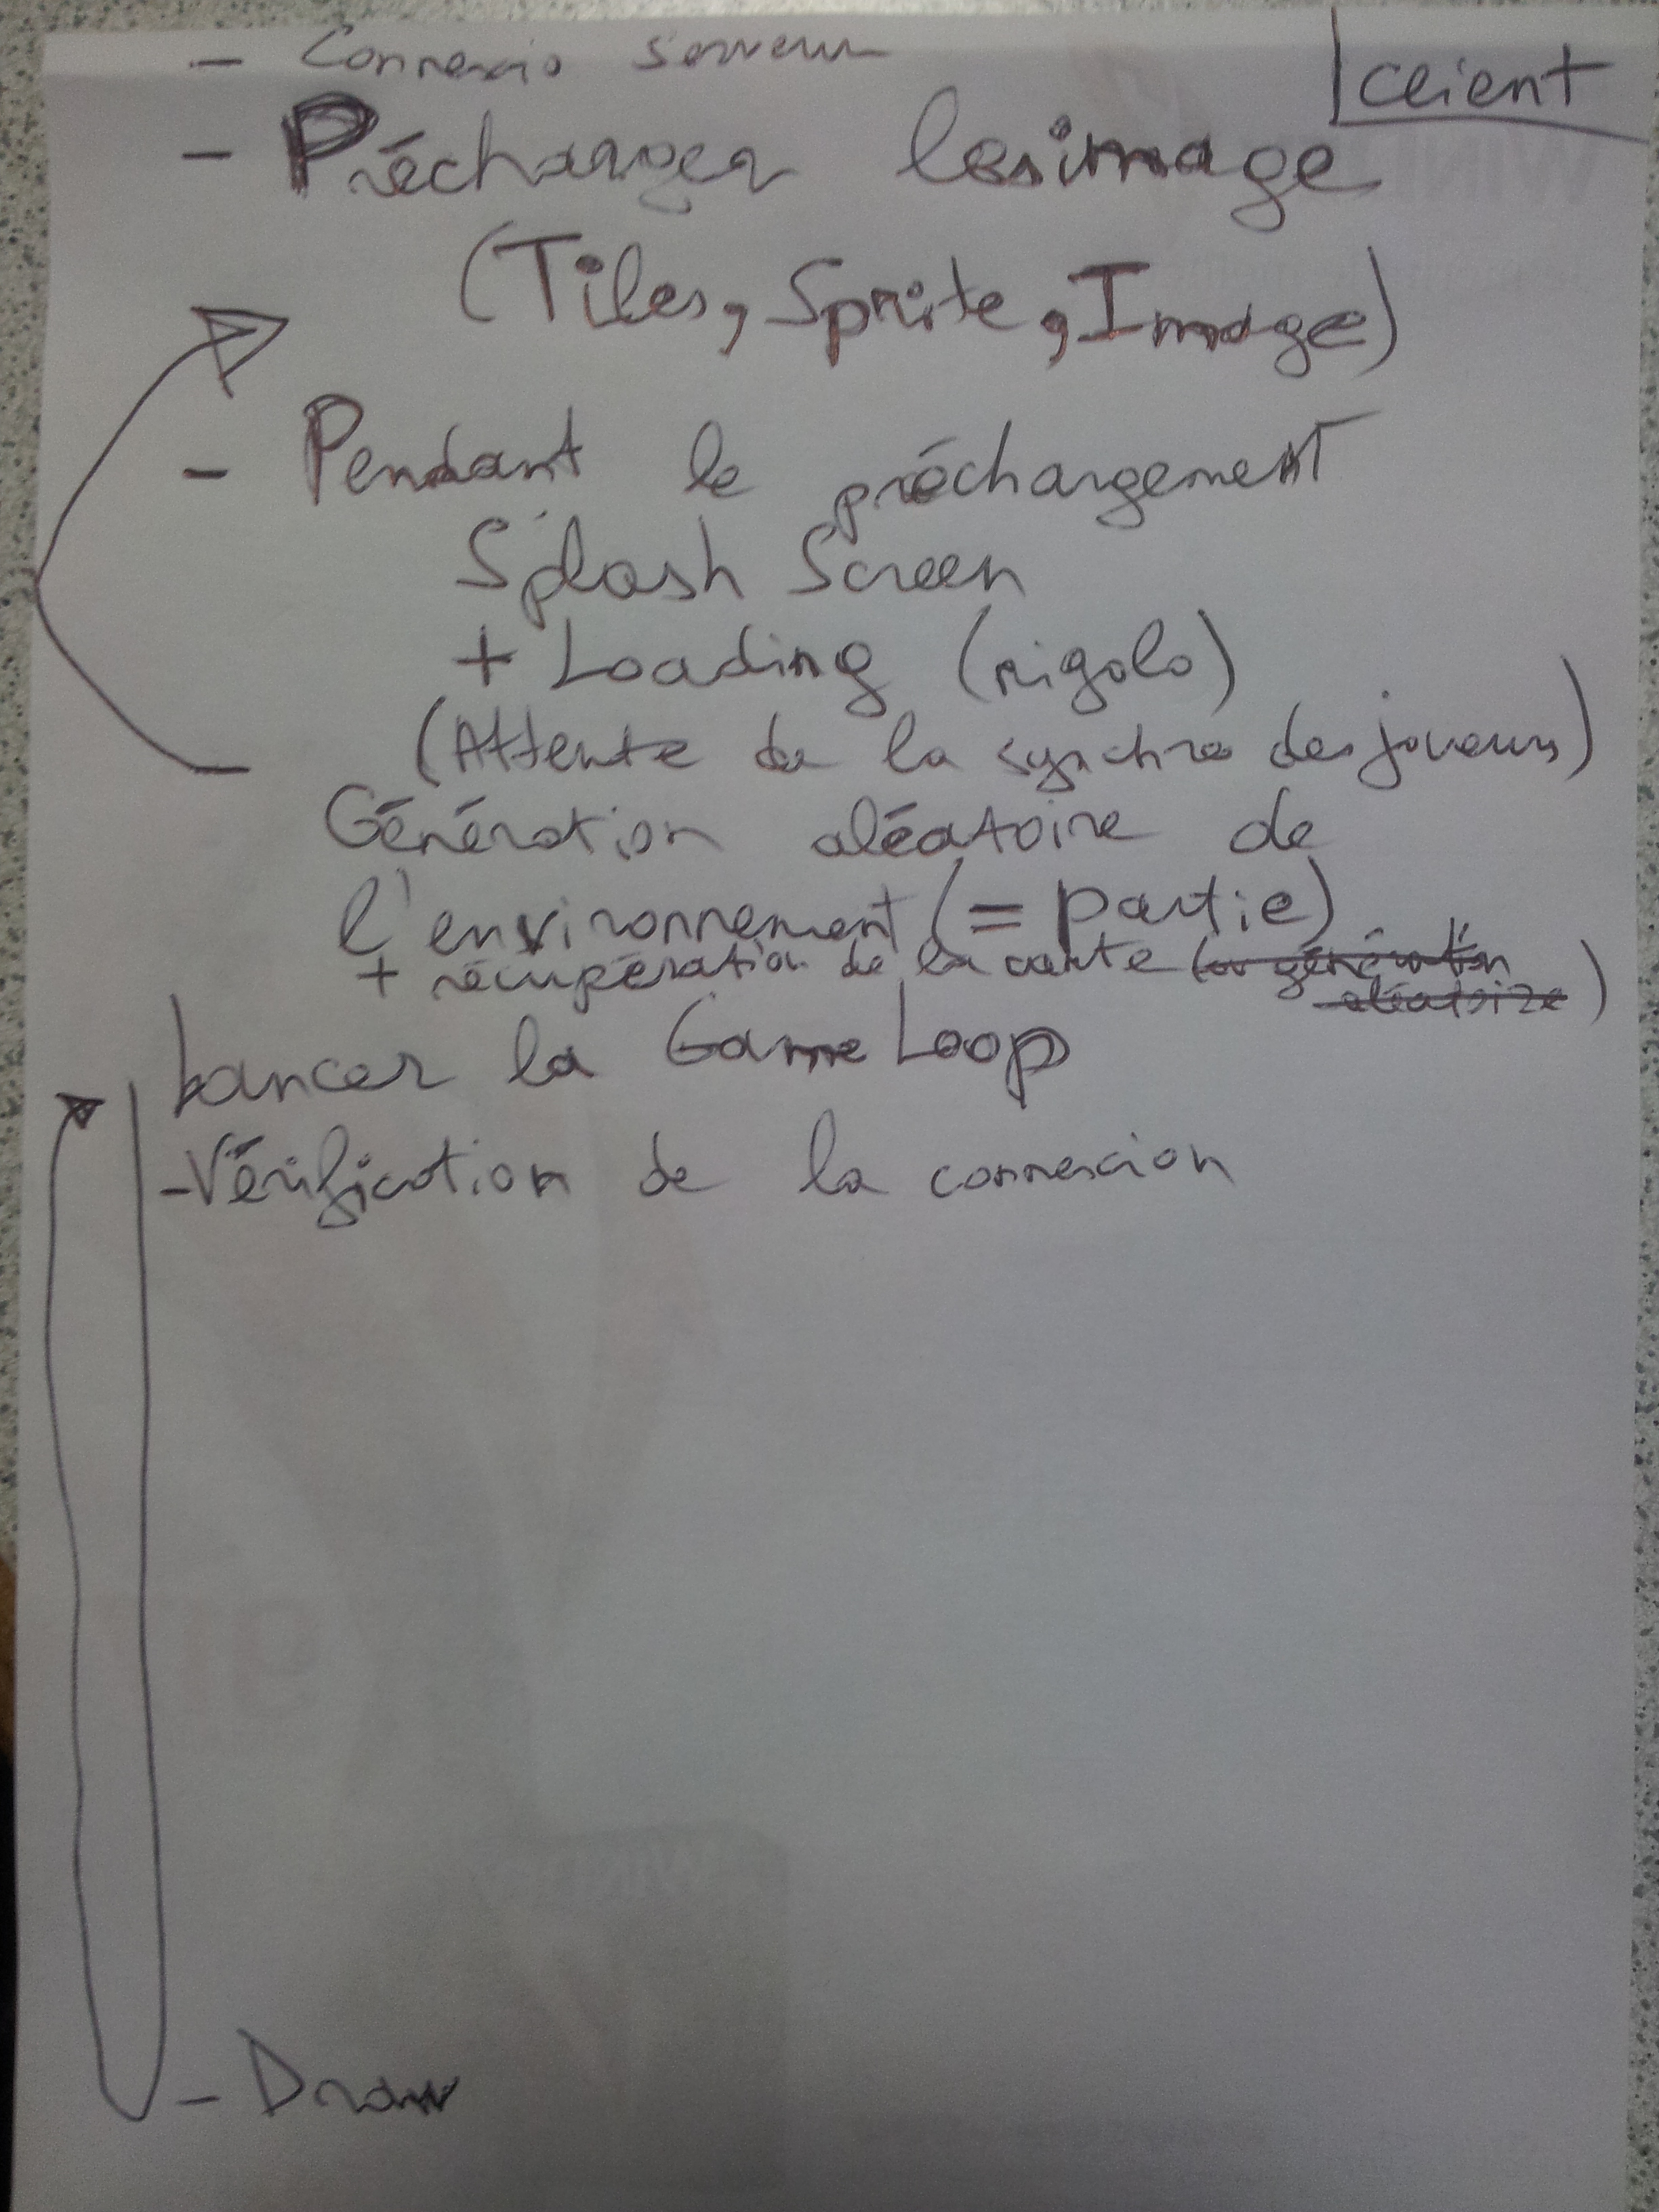 - Connexio serveur
client
- Précharger les image
(Tiles, Sprite, Image)
- Pendant le préchargement
Splash Screen
+ Loading (rigolo)
(Attente de la synchro des joueurs)
Génération aléatoire de
l'environnement (= partie)
+ récupération de la carte (ou génération
aléatoire)
Lancer la Game Loop
- Vérification de la connexion
- Draw